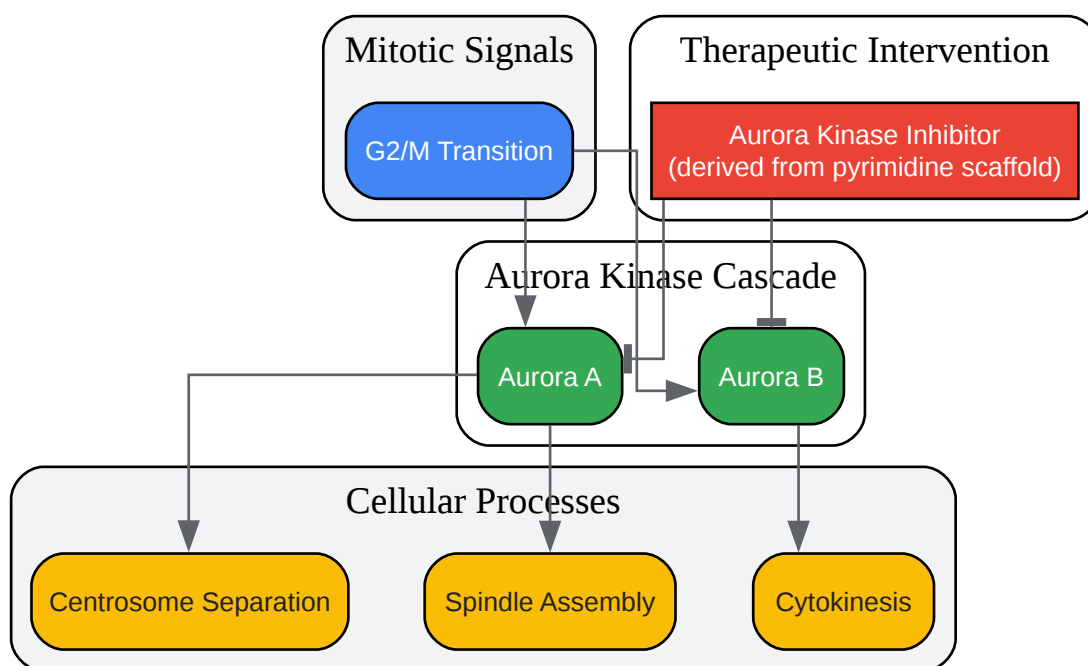 Mitotic Signals
Therapeutic Intervention
G2/M Transition
Aurora Kinase Inhibitor
(derived from pyrimidine scaffold)
Aurora Kinase Cascade
Aurora A
Aurora B
Cellular Processes
Centrosome Separation
Spindle Assembly
Cytokinesis